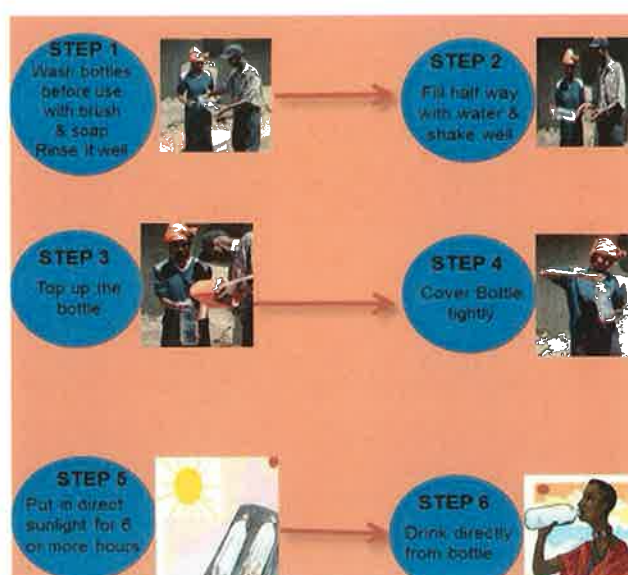 STEP 1
Wash bottles
before use
with brush
& soap
Rinse it well
STEP 2
Fill half way
with water &
shake well
STEP 3
Top up the
bottle
STEP 4
Cover Bottle
tightly
STEP 5
Put in direct
sunlight for 6
or more hours
STEP 6
Drink directly
from bottle